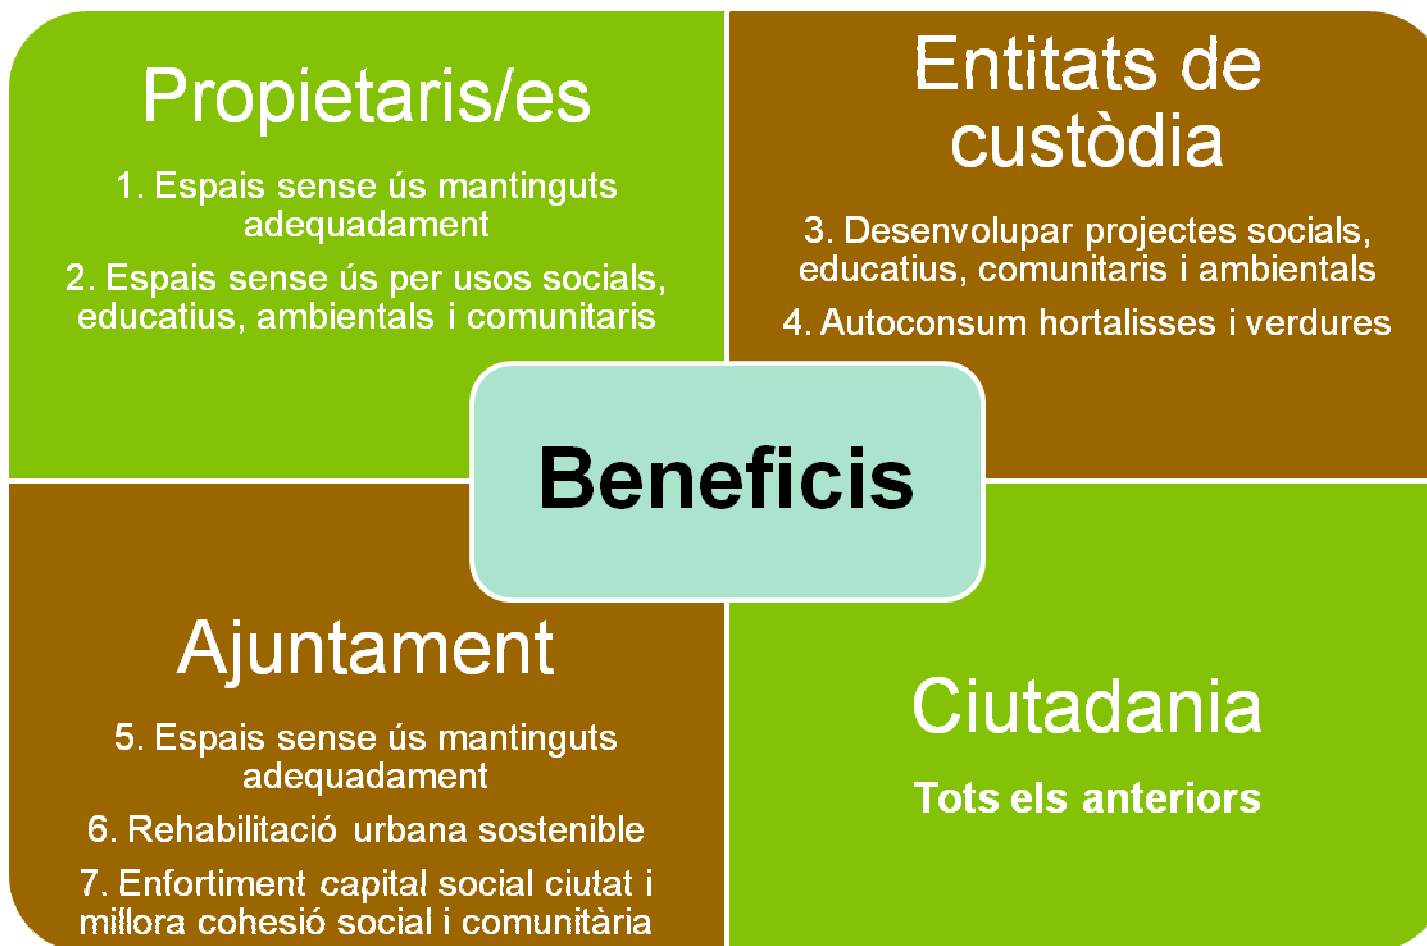 Propietaris/es
1. Espais sense ús mantinguts
adequadament
2. Espais sense ús per usos socials,
educatius, ambientals i comunitaris
Entitats de
custòdia
3. Desenvolupar projectes socials,
educatius, comunitaris i ambientals
4. Autoconsum hortalisses i verdures
Beneficis
Ajuntament
5. Espais sense ús mantinguts
adequadament
6. Rehabilitació urbana sostenible
7. Enfortiment capital social ciutat i
millora cohesió social i comunitària
Ciutadania
Tots els anteriors